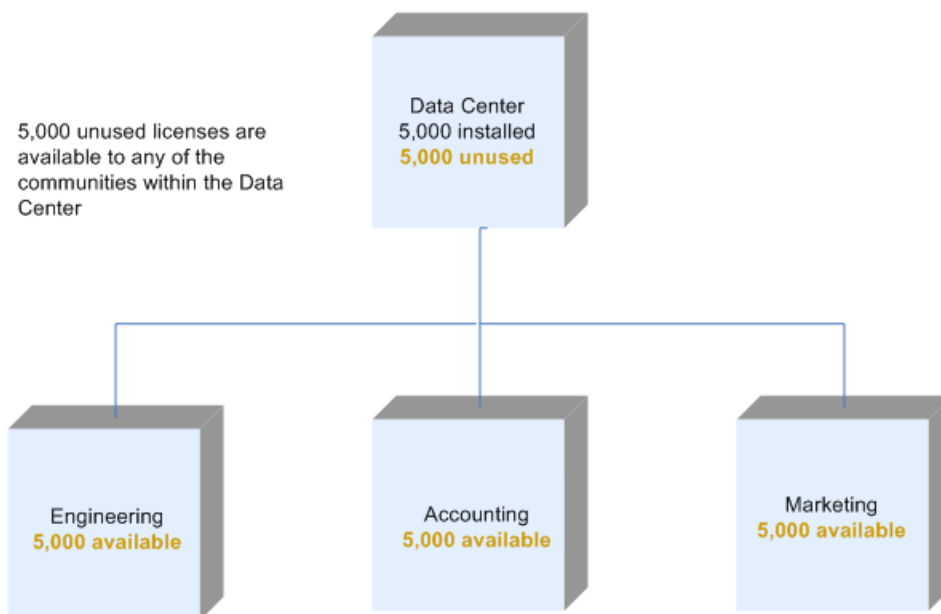 Data Center
5,000 installed
5,000 unused
5,000 unused licenses are
available to any of the
communities within the Data
Center
Engineering
5,000 available
Accounting
5,000 available
Marketing
5,000 available